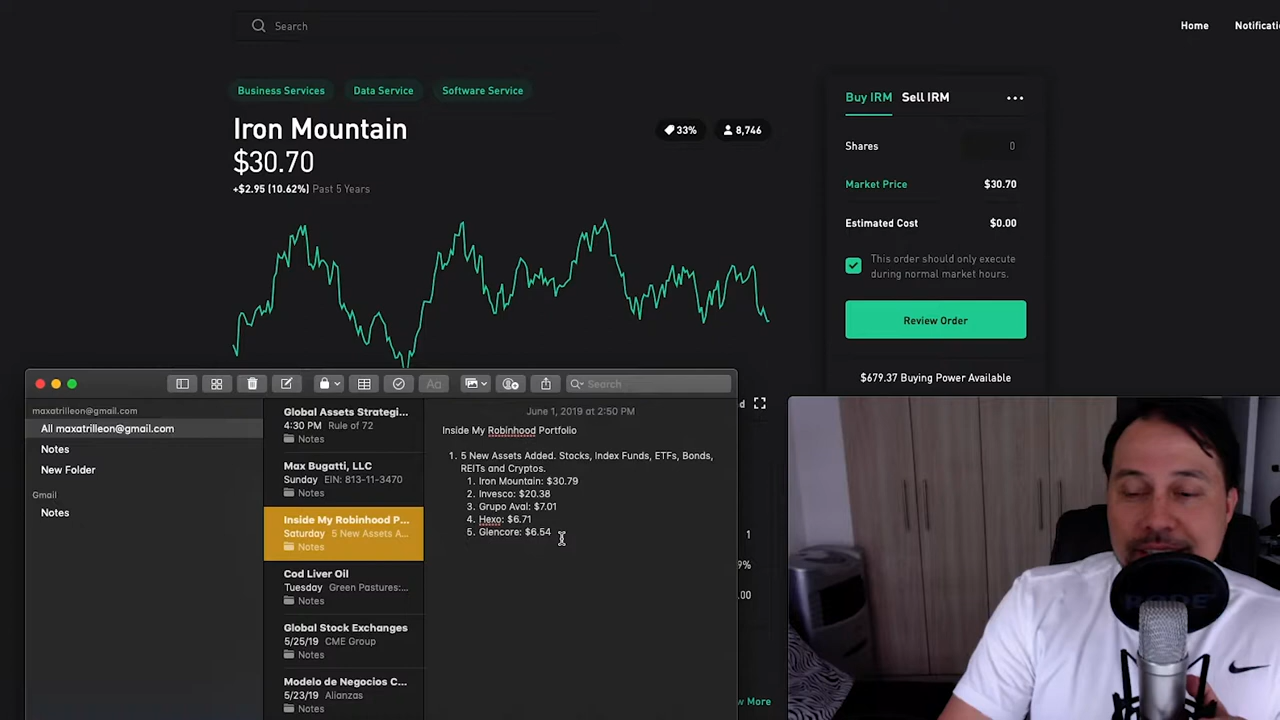 Search
Home
Notificati
Business Services
Data Service
Software Service
Iron Mountain
33%
8,746
$30.70
+$2.95 (10.62%) Past 5 Years
Buy IRM
Sell IRM
Shares
0
Market Price
$30.70
Estimated Cost
$0.00
This order should only execute
during normal market hours.
Review Order
$679.37 Buying Power Available
Aa
Search
maxatrilleon@gmail.com
All maxatrilleon@gmail.com
Notes
New Folder
Gmail
Notes
Global Assets Strategi...
4:30 PM Rule of 72
Notes
Max Bugatti, LLC
Sunday EIN: 813-11-3470
Notes
Inside My Robinhood P...
Saturday 5 New Assets A...
Notes
Cod Liver Oil
Tuesday Green Pastures:...
Notes
Global Stock Exchanges
5/25/19 CME Group
Notes
Modelo de Negocios C...
5/23/19 Alianzas
Notes
June 1, 2019 at 2:50 PM
Inside My Robinhood Portfolio
1. 5 New Assets Added. Stocks, Index Funds, ETFs, Bonds,
REITs and Cryptos.
1. Iron Mountain: $30.79
2. Invesco: $20.38
3. Grupo Aval: $7.01
4. Hexo: $6.71
5. Glencore: $6.54
d
1
9%
.00
w More
RODE